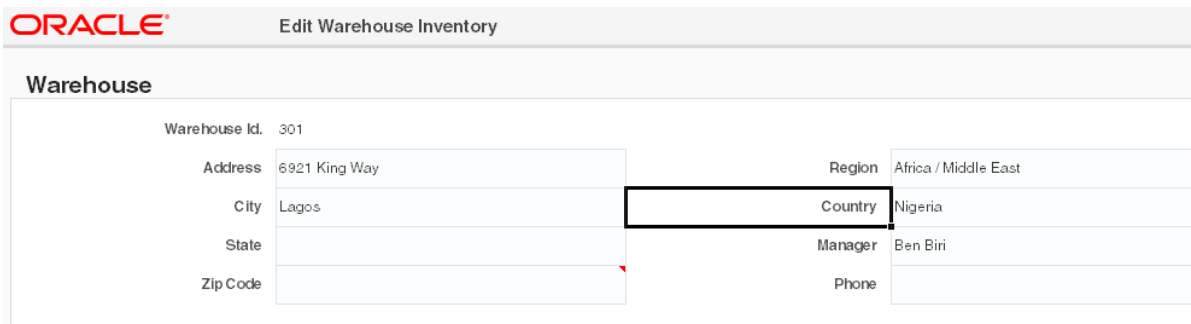 ORACLE Edit Warehouse Inventory
Warehouse
Warehouse Id. 301
Address 6921 King Way Region Africa / Middle East
City Lagos Country Nigeria
State Manager Ben Biri
Zip Code Phone